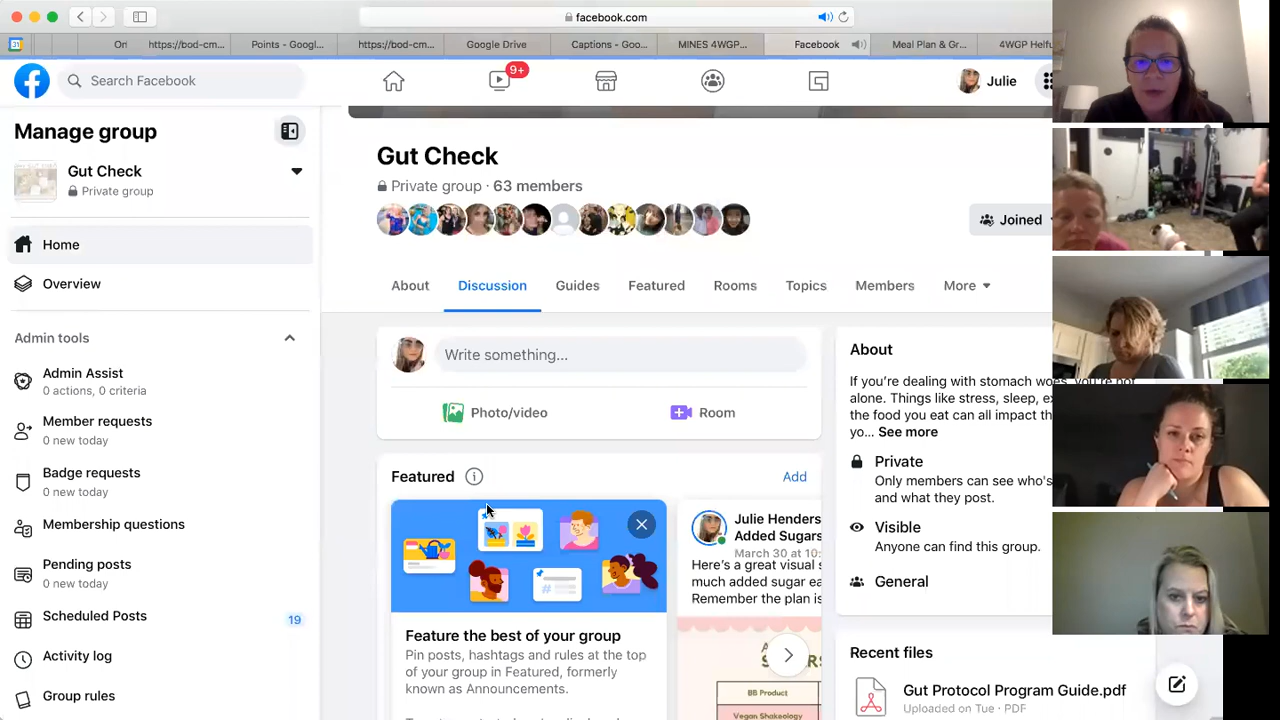 facebook.com
On
https://bod-cm...
Points - Googl...
https://bod-cm...
Google Drive
Captions - Goo...
MINES 4WGP...
Facebook
Meal Plan & Gr...
4WGP Helfu
Search Facebook
9+
Julie
Manage group
Gut Check
Private group
Home
Overview
Admin tools
Admin Assist
0 actions, 0 criteria
Member requests
0 new today
Badge requests
0 new today
Membership questions
Pending posts
0 new today
Scheduled Posts
19
Activity log
Group rules
Gut Check
Private group · 63 members
Joined
About
Discussion
Guides
Featured
Rooms
Topics
Members
More
Write something...
Photo/video
Room
Featured
Add
Feature the best of your group
Pin posts, hashtags and rules at the top
of your group in Featured, formerly
known as Announcements.
Julie Henders
Added Sugars
March 30 at 10:
Here's a great visual s
much added sugar ea
Remember the plan is
BB Product
Vegan Shakeology
About
If you're dealing with stomach woes, you're not
alone. Things like stress, sleep, ex
the food you eat can all impact th
yo... See more
Private
Only members can see who's
and what they post.
Visible
Anyone can find this group.
General
Recent files
Gut Protocol Program Guide.pdf
Uploaded on Tue · PDF